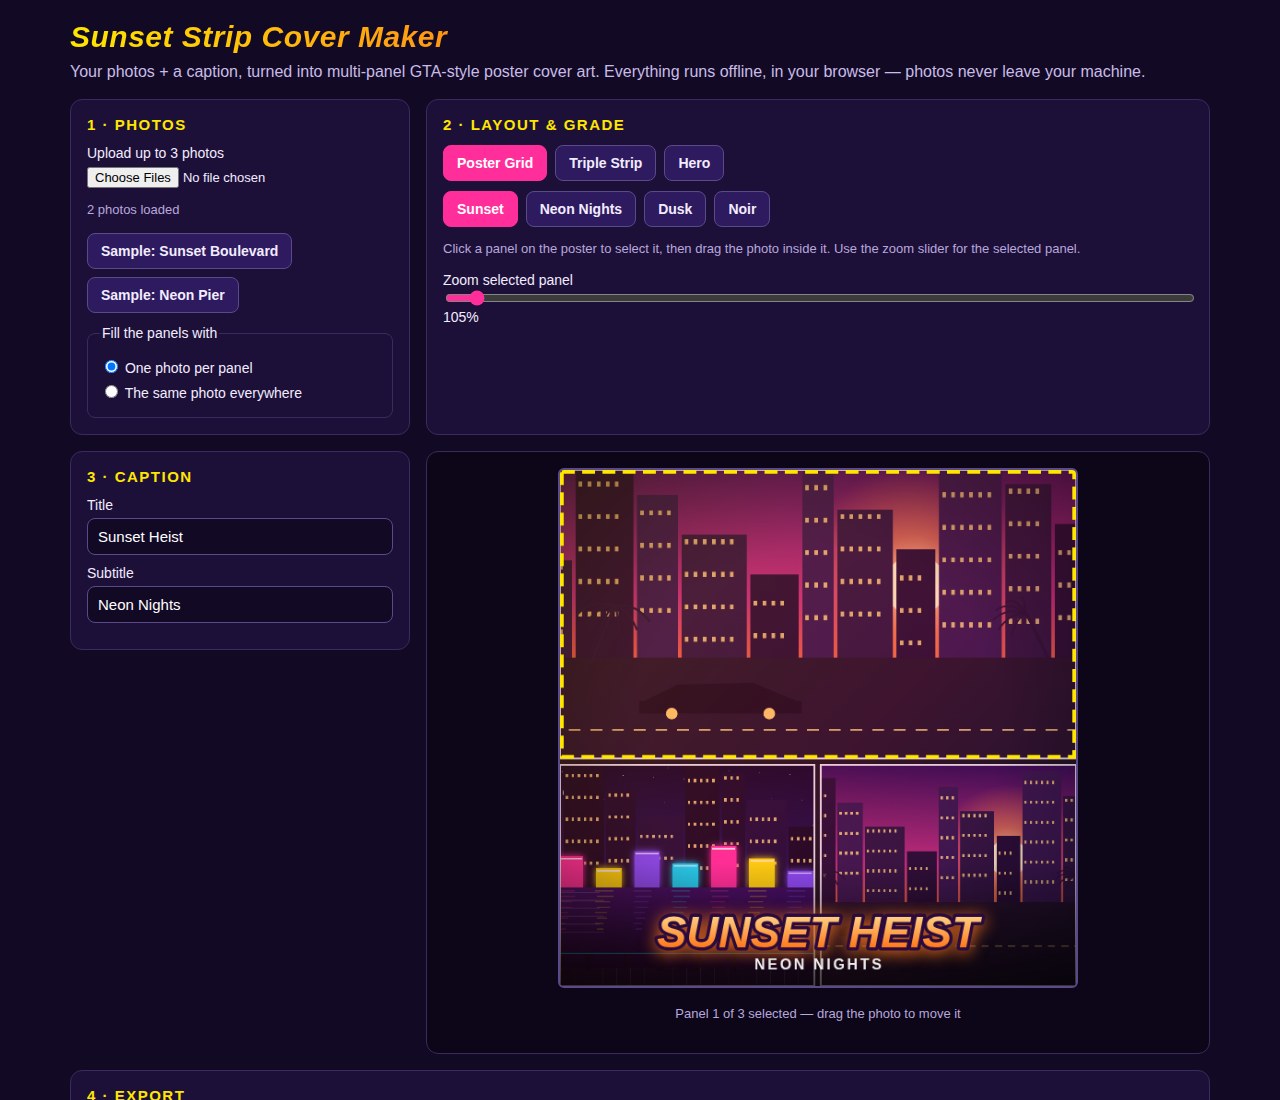 Sunset Strip Cover Maker
Your photos + a caption, turned into multi-panel GTA-style poster cover art. Everything runs offline, in your browser — photos never leave your machine.
1 · PHOTOS
Upload up to 3 photos
Choose Files No file chosen
2 photos loaded
Sample: Sunset Boulevard
Sample: Neon Pier
Fill the panels with
One photo per panel
The same photo everywhere
2 · LAYOUT & GRADE
Poster Grid Triple Strip Hero
Sunset Neon Nights Dusk Noir
Click a panel on the poster to select it, then drag the photo inside it. Use the zoom slider for the selected panel.
Zoom selected panel
105%
3 · CAPTION
Title
Sunset Heist
Subtitle
Neon Nights
SUNSET HEIST
NEON NIGHTS
Panel 1 of 3 selected — drag the photo to move it
4 · EXPORT